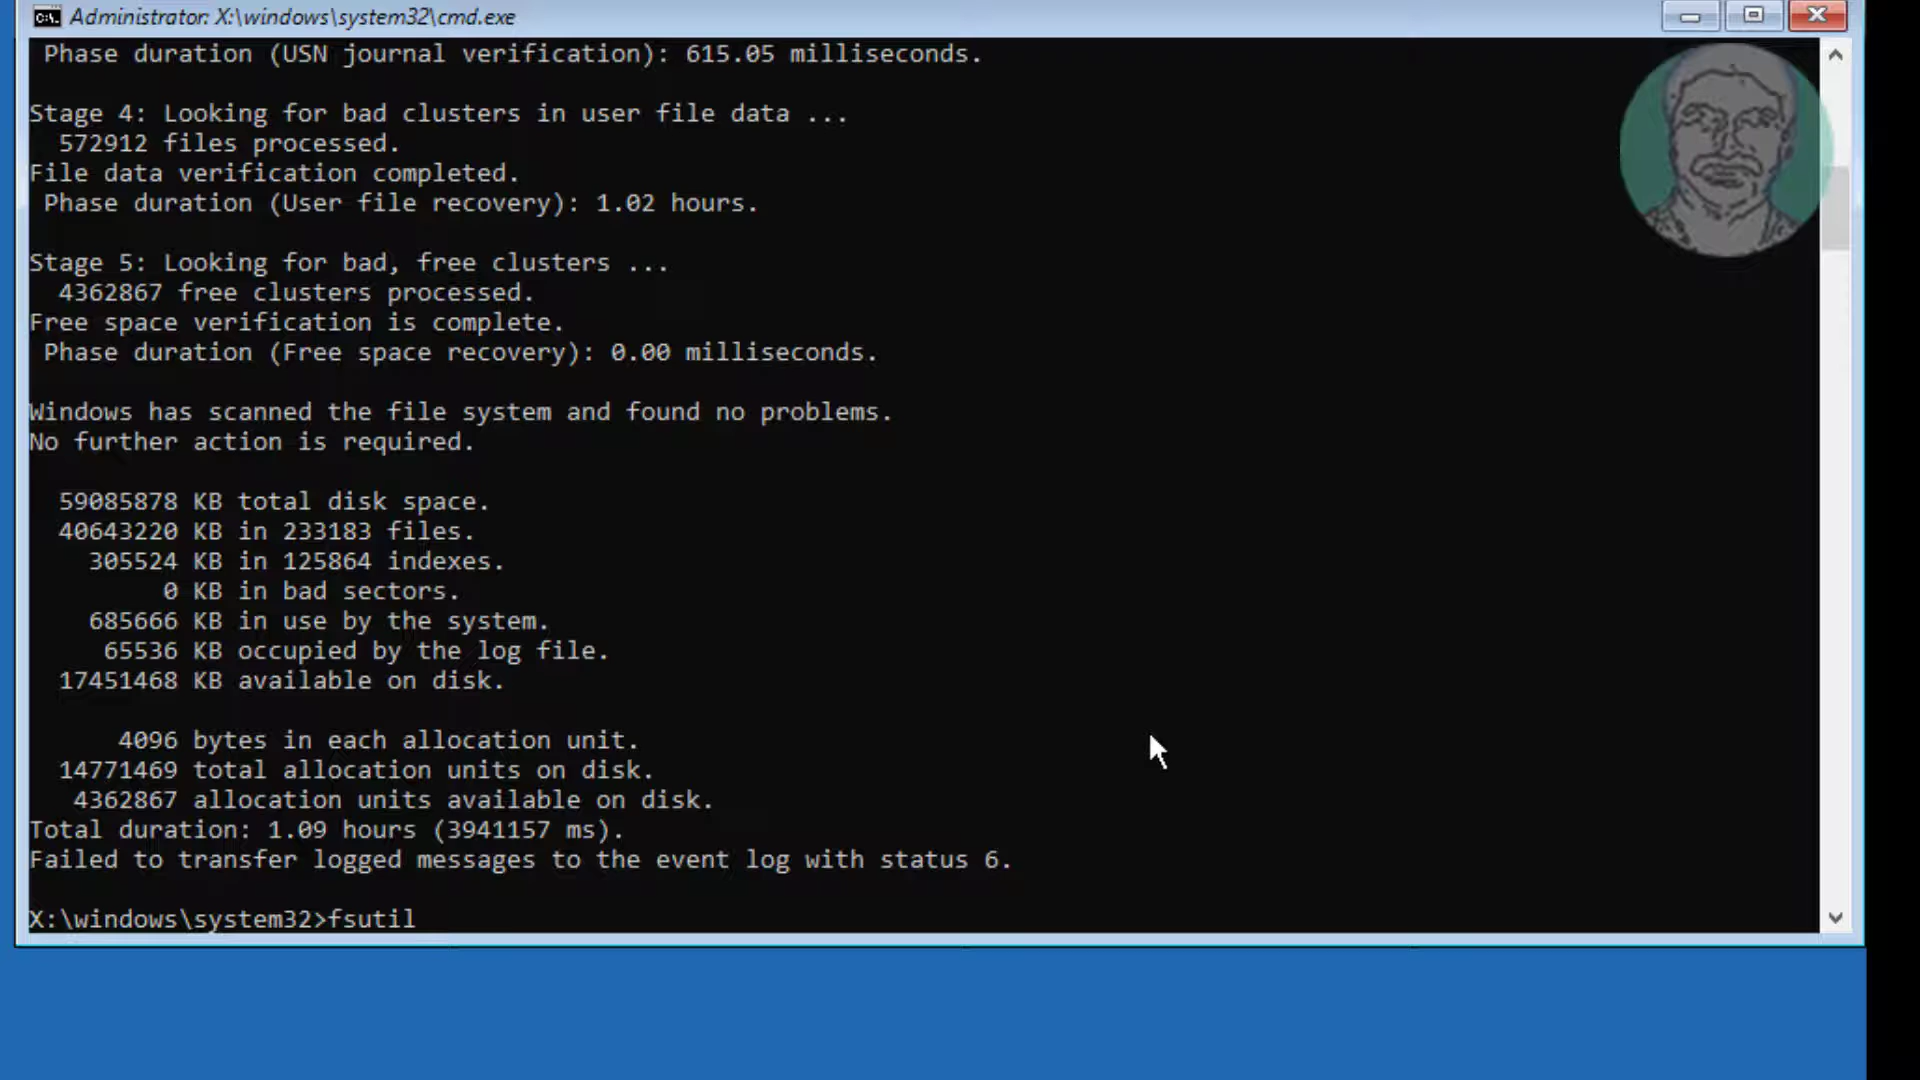 Administrator: X:\windows\system32\cmd.exe
Phase duration (USN journal verification): 615.05 milliseconds.
Stage 4: Looking for bad clusters in user file data ...
572912 files processed.
File data verification completed.
Phase duration (User file recovery): 1.02 hours.
Stage 5: Looking for bad, free clusters ...
4362867 free clusters processed.
Free space verification is complete.
Phase duration (Free space recovery): 0.00 milliseconds.
Windows has scanned the file system and found no problems.
No further action is required.
59085878 KB total disk space.
40643220 KB in 233183 files.
305524 KB in 125864 indexes.
0 KB in bad sectors.
685666 KB in use by the system.
65536 KB occupied by the log file.
17451468 KB available on disk.
4096 bytes in each allocation unit.
14771469 total allocation units on disk.
4362867 allocation units available on disk.
Total duration: 1.09 hours (3941157 ms).
Failed to transfer logged messages to the event log with status 6.
X:\windows\system32>fsutil